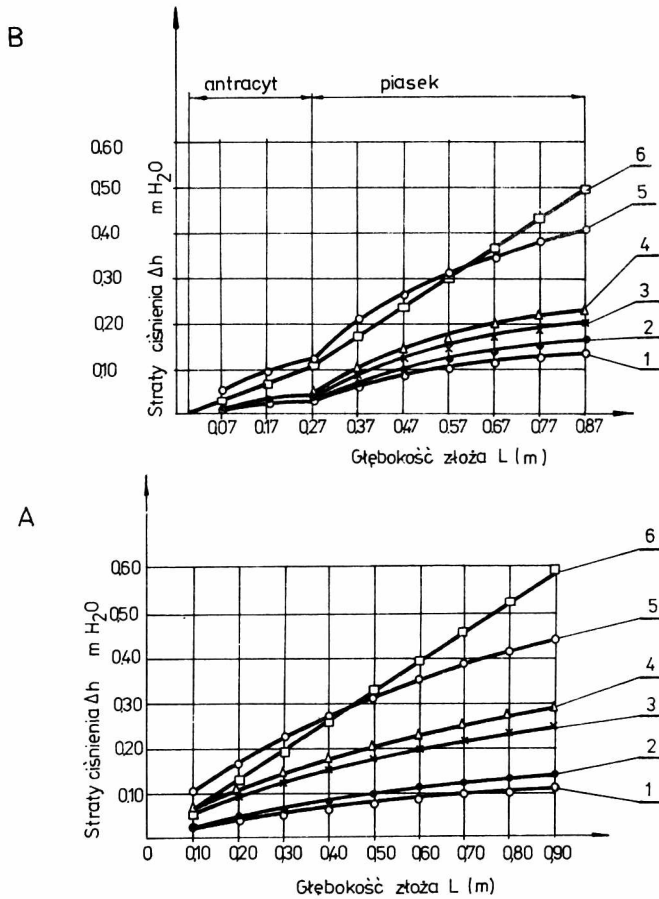 B
antracyt piasek
0,60
0,50
0,40
0,30
0,20
0,10
Straty ciśnienia Δh m H₂O
6
5
4
3
2
1
0,07 0,17 0,27 0,37 0,47 0,57 0,67 0,77 0,87
Głębokość złoża L (m)
A
0,60
0,50
0,40
0,30
0,20
0,10
Straty ciśnienia Δh m H₂O
6
5
4
3
2
1
0 0,10 0,20 0,30 0,40 0,50 0,60 0,70 0,80 0,90
Głębokość złoża L (m)